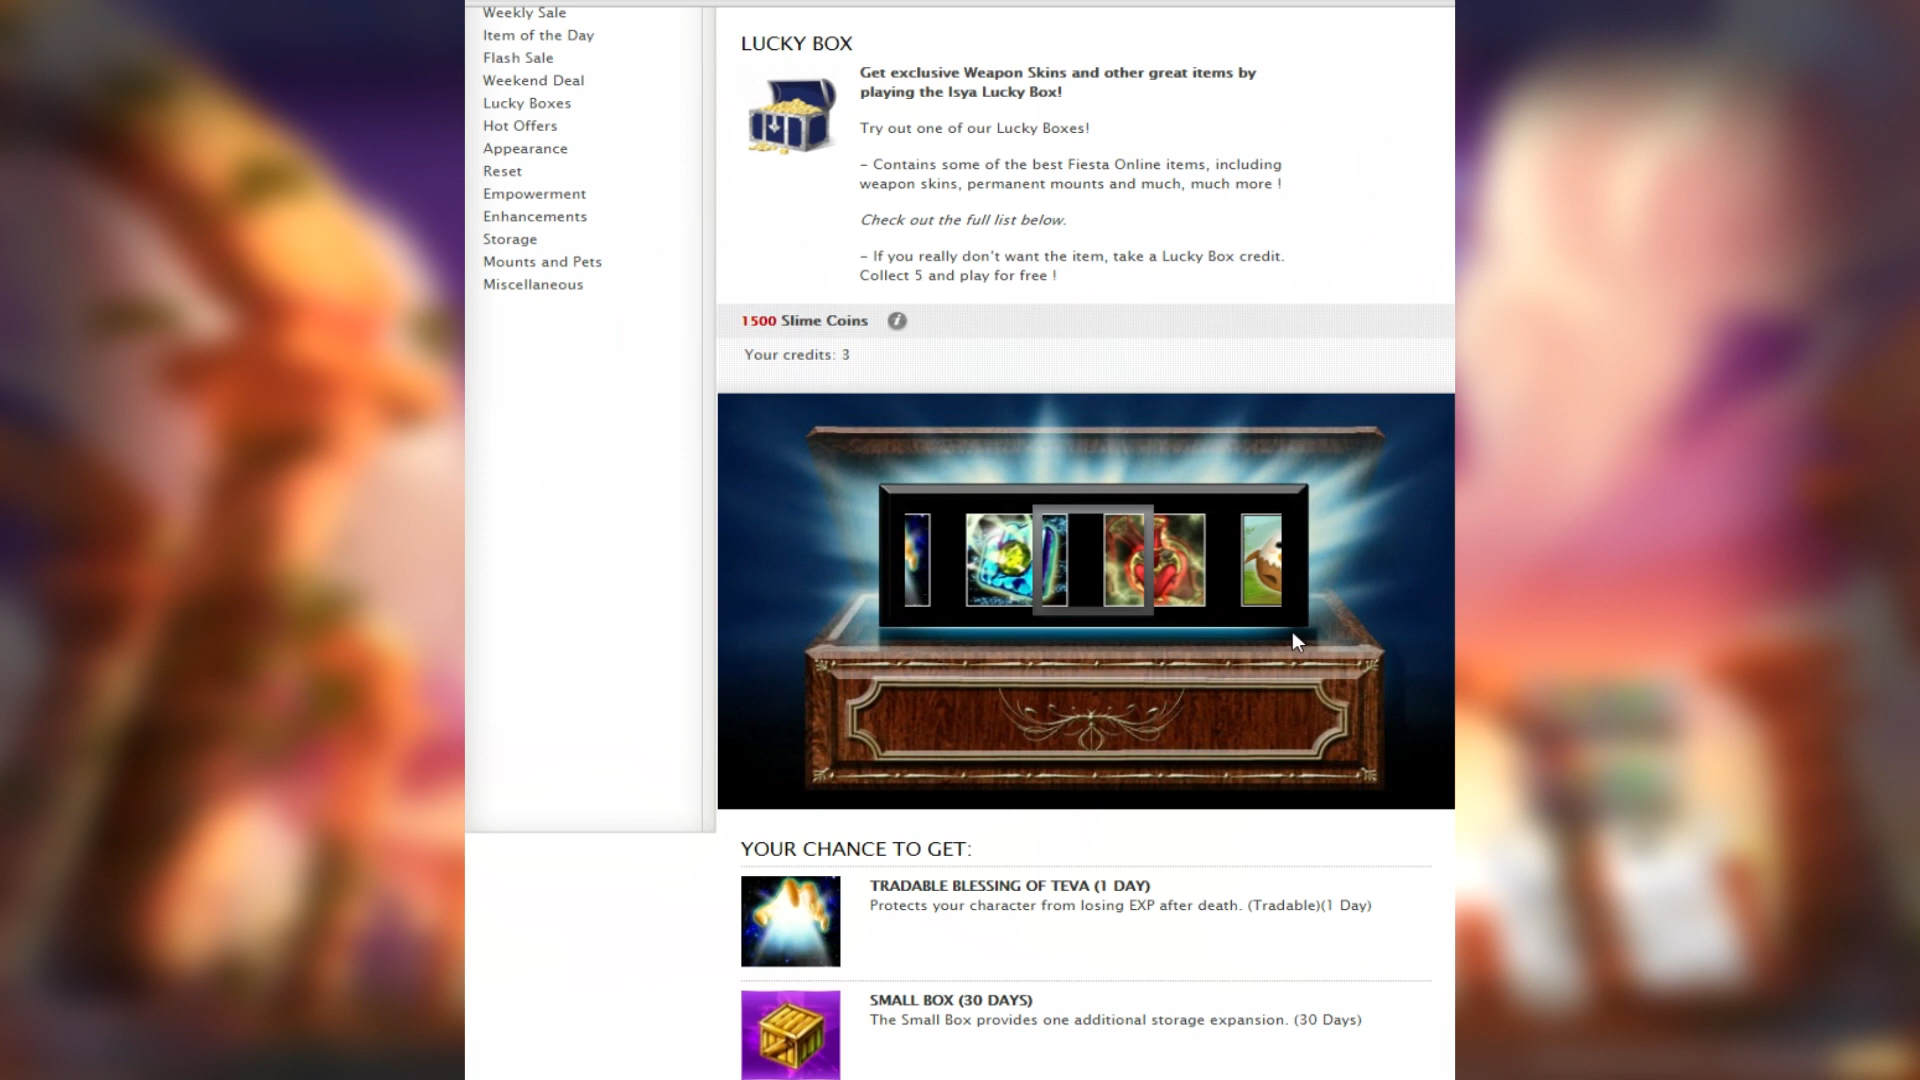 Weekly Sale
Item of the Day
Flash Sale
Weekend Deal
Lucky Boxes
Hot Offers
Appearance
Reset
Empowerment
Enhancements
Storage
Mounts and Pets
Miscellaneous
LUCKY BOX
Get exclusive Weapon Skins and other great items by
playing the Isya Lucky Box!
Try out one of our Lucky Boxes!
- Contains some of the best Fiesta Online items, including
weapon skins, permanent mounts and much, much more !
Check out the full list below.
- If you really don't want the item, take a Lucky Box credit.
Collect 5 and play for free !
1500 Slime Coins i
Your credits: 3
YOUR CHANCE TO GET:
TRADABLE BLESSING OF TEVA (1 DAY)
Protects your character from losing EXP after death. (Tradable)(1 Day)
SMALL BOX (30 DAYS)
The Small Box provides one additional storage expansion. (30 Days)